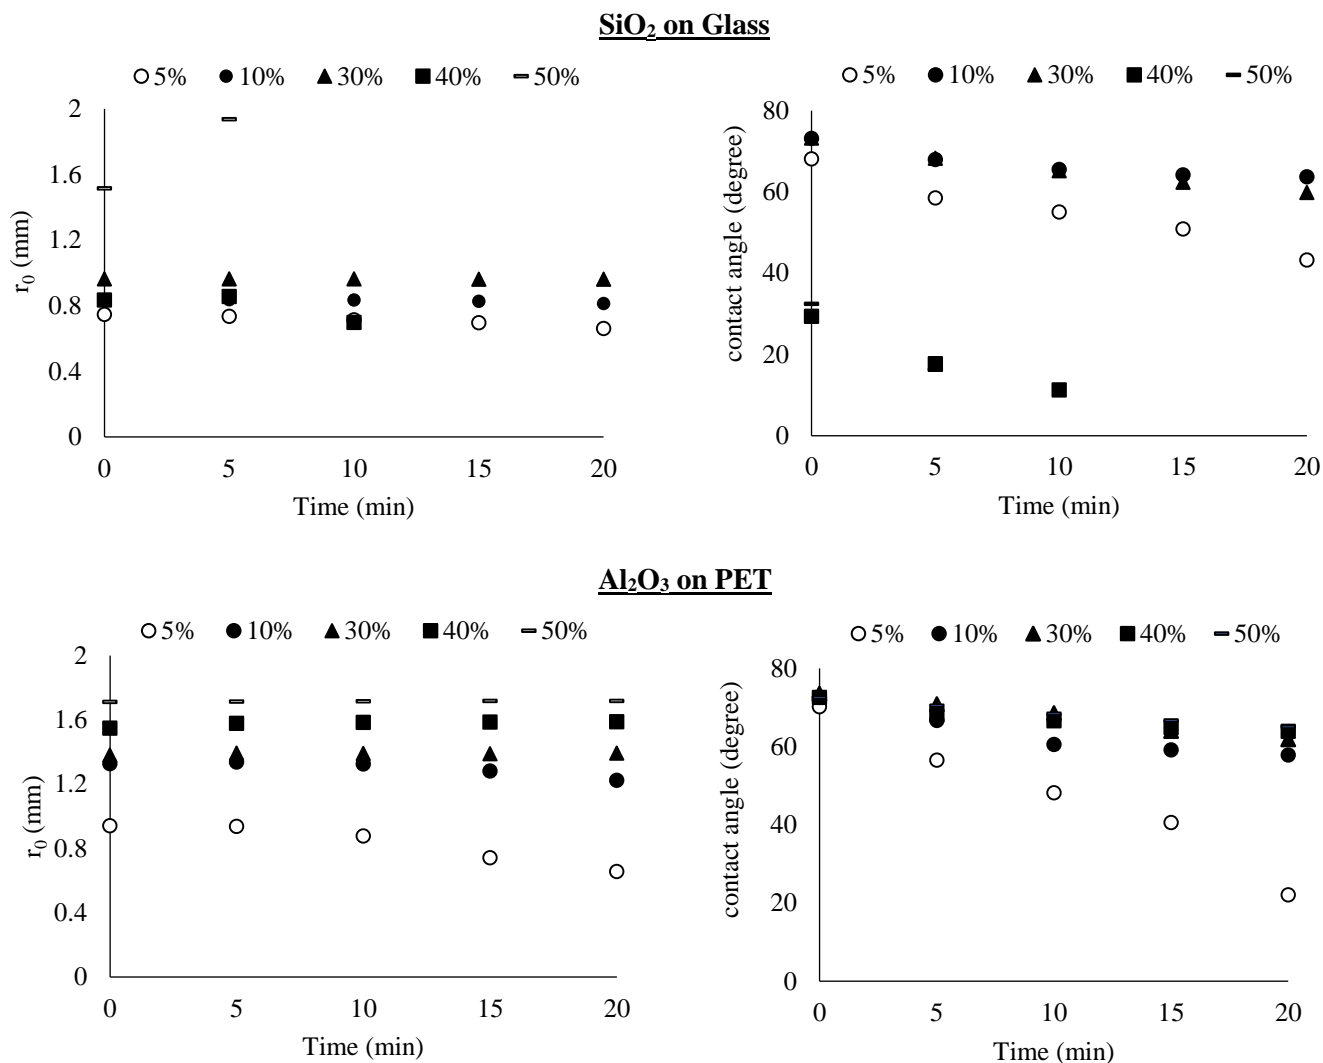 SiO₂ on Glass
5% 10% 30% 40% 50%
2
1.6
1.2
0.8
0.4
0
r₀ (mm)
0 5 10 15 20
Time (min)
5% 10% 30% 40% 50%
80
60
40
20
0
contact angle (degree)
0 5 10 15 20
Time (min)
Al₂O₃ on PET
5% 10% 30% 40% 50%
2
1.6
1.2
0.8
0.4
0
r₀ (mm)
0 5 10 15 20
Time (min)
5% 10% 30% 40% 50%
80
60
40
20
0
contact angle (degree)
0 5 10 15 20
Time (min)